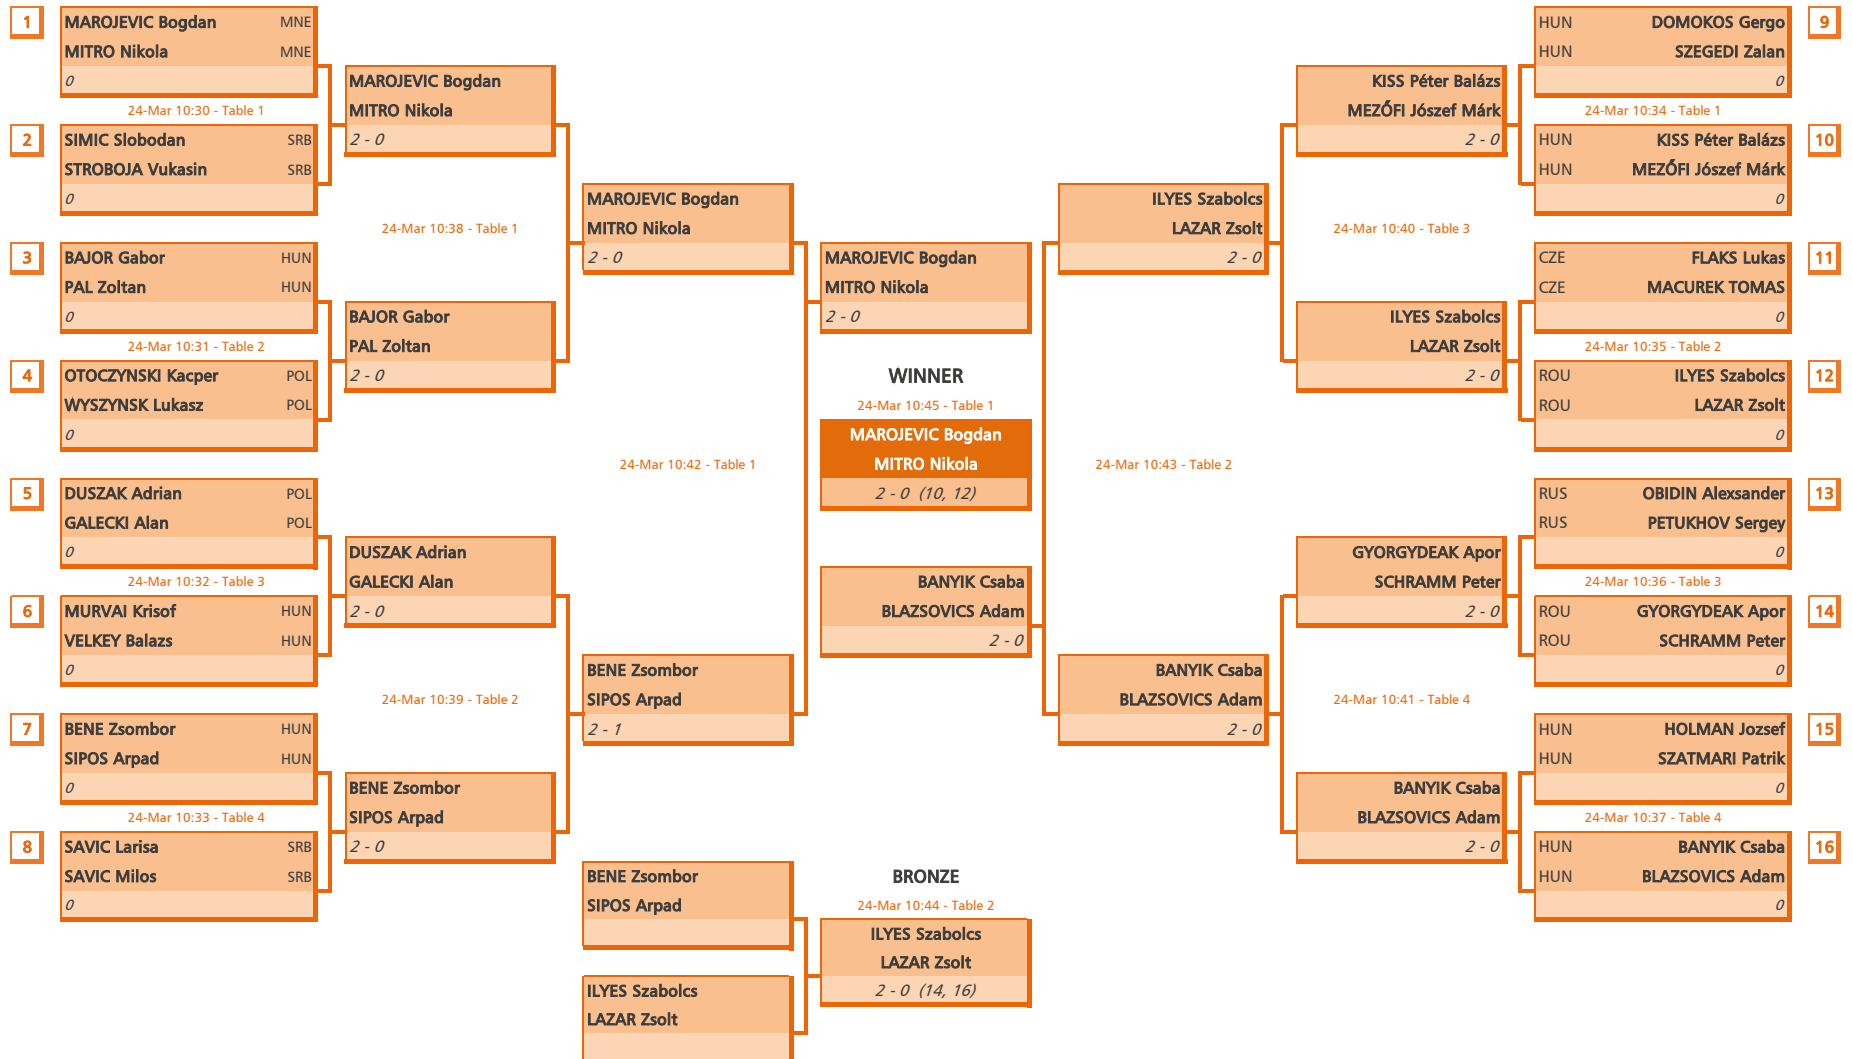 1
MAROJEVIC Bogdan MNE
MITRO Nikola MNE
0
24-Mar 10:30 - Table 1
2
SIMIC Slobodan SRB
STROBOJA Vukasin SRB
0
3
BAJOR Gabor HUN
PAL Zoltan HUN
0
24-Mar 10:31 - Table 2
4
OTOCZYNSKI Kacper POL
WYSZYNSK Lukasz POL
0
5
DUSZAK Adrian POL
GALECKI Alan POL
0
24-Mar 10:32 - Table 3
6
MURVAI Krisof HUN
VELKEY Balazs HUN
0
7
BENE Zsombor HUN
SIPOS Arpad HUN
0
24-Mar 10:33 - Table 4
8
SAVIC Larisa SRB
SAVIC Milos SRB
0
MAROJEVIC Bogdan
MITRO Nikola
2 - 0
24-Mar 10:38 - Table 1
BAJOR Gabor
PAL Zoltan
2 - 0
DUSZAK Adrian
GALECKI Alan
2 - 0
24-Mar 10:39 - Table 2
BENE Zsombor
SIPOS Arpad
2 - 0
MAROJEVIC Bogdan
MITRO Nikola
2 - 0
24-Mar 10:42 - Table 1
BENE Zsombor
SIPOS Arpad
2 - 1
BENE Zsombor
SIPOS Arpad
ILYES Szabolcs
LAZAR Zsolt
MAROJEVIC Bogdan
MITRO Nikola
2 - 0
WINNER
24-Mar 10:45 - Table 1
MAROJEVIC Bogdan
MITRO Nikola
2 - 0 (10, 12)
BANYIK Csaba
BLAZSOVICS Adam
2 - 0
BRONZE
24-Mar 10:44 - Table 2
ILYES Szabolcs
LAZAR Zsolt
2 - 0 (14, 16)
ILYES Szabolcs
LAZAR Zsolt
2 - 0
24-Mar 10:43 - Table 2
BANYIK Csaba
BLAZSOVICS Adam
2 - 0
KISS Péter Balázs
MEZŐFI Jószef Márk
2 - 0
24-Mar 10:40 - Table 3
ILYES Szabolcs
LAZAR Zsolt
2 - 0
GYORGYDEAK Apor
SCHRAMM Peter
2 - 0
24-Mar 10:41 - Table 4
BANYIK Csaba
BLAZSOVICS Adam
2 - 0
HUN DOMOKOS Gergo
HUN SZEGEDI Zalan
0
9
24-Mar 10:34 - Table 1
HUN KISS Péter Balázs
HUN MEZŐFI Jószef Márk
0
10
CZE FLAKS Lukas
CZE MACUREK TOMAS
0
11
24-Mar 10:35 - Table 2
ROU ILYES Szabolcs
ROU LAZAR Zsolt
0
12
RUS OBIDIN Alexsander
RUS PETUKHOV Sergey
0
13
24-Mar 10:36 - Table 3
ROU GYORGYDEAK Apor
ROU SCHRAMM Peter
0
14
HUN HOLMAN Jozsef
HUN SZATMARI Patrik
0
15
24-Mar 10:37 - Table 4
HUN BANYIK Csaba
HUN BLAZSOVICS Adam
0
16